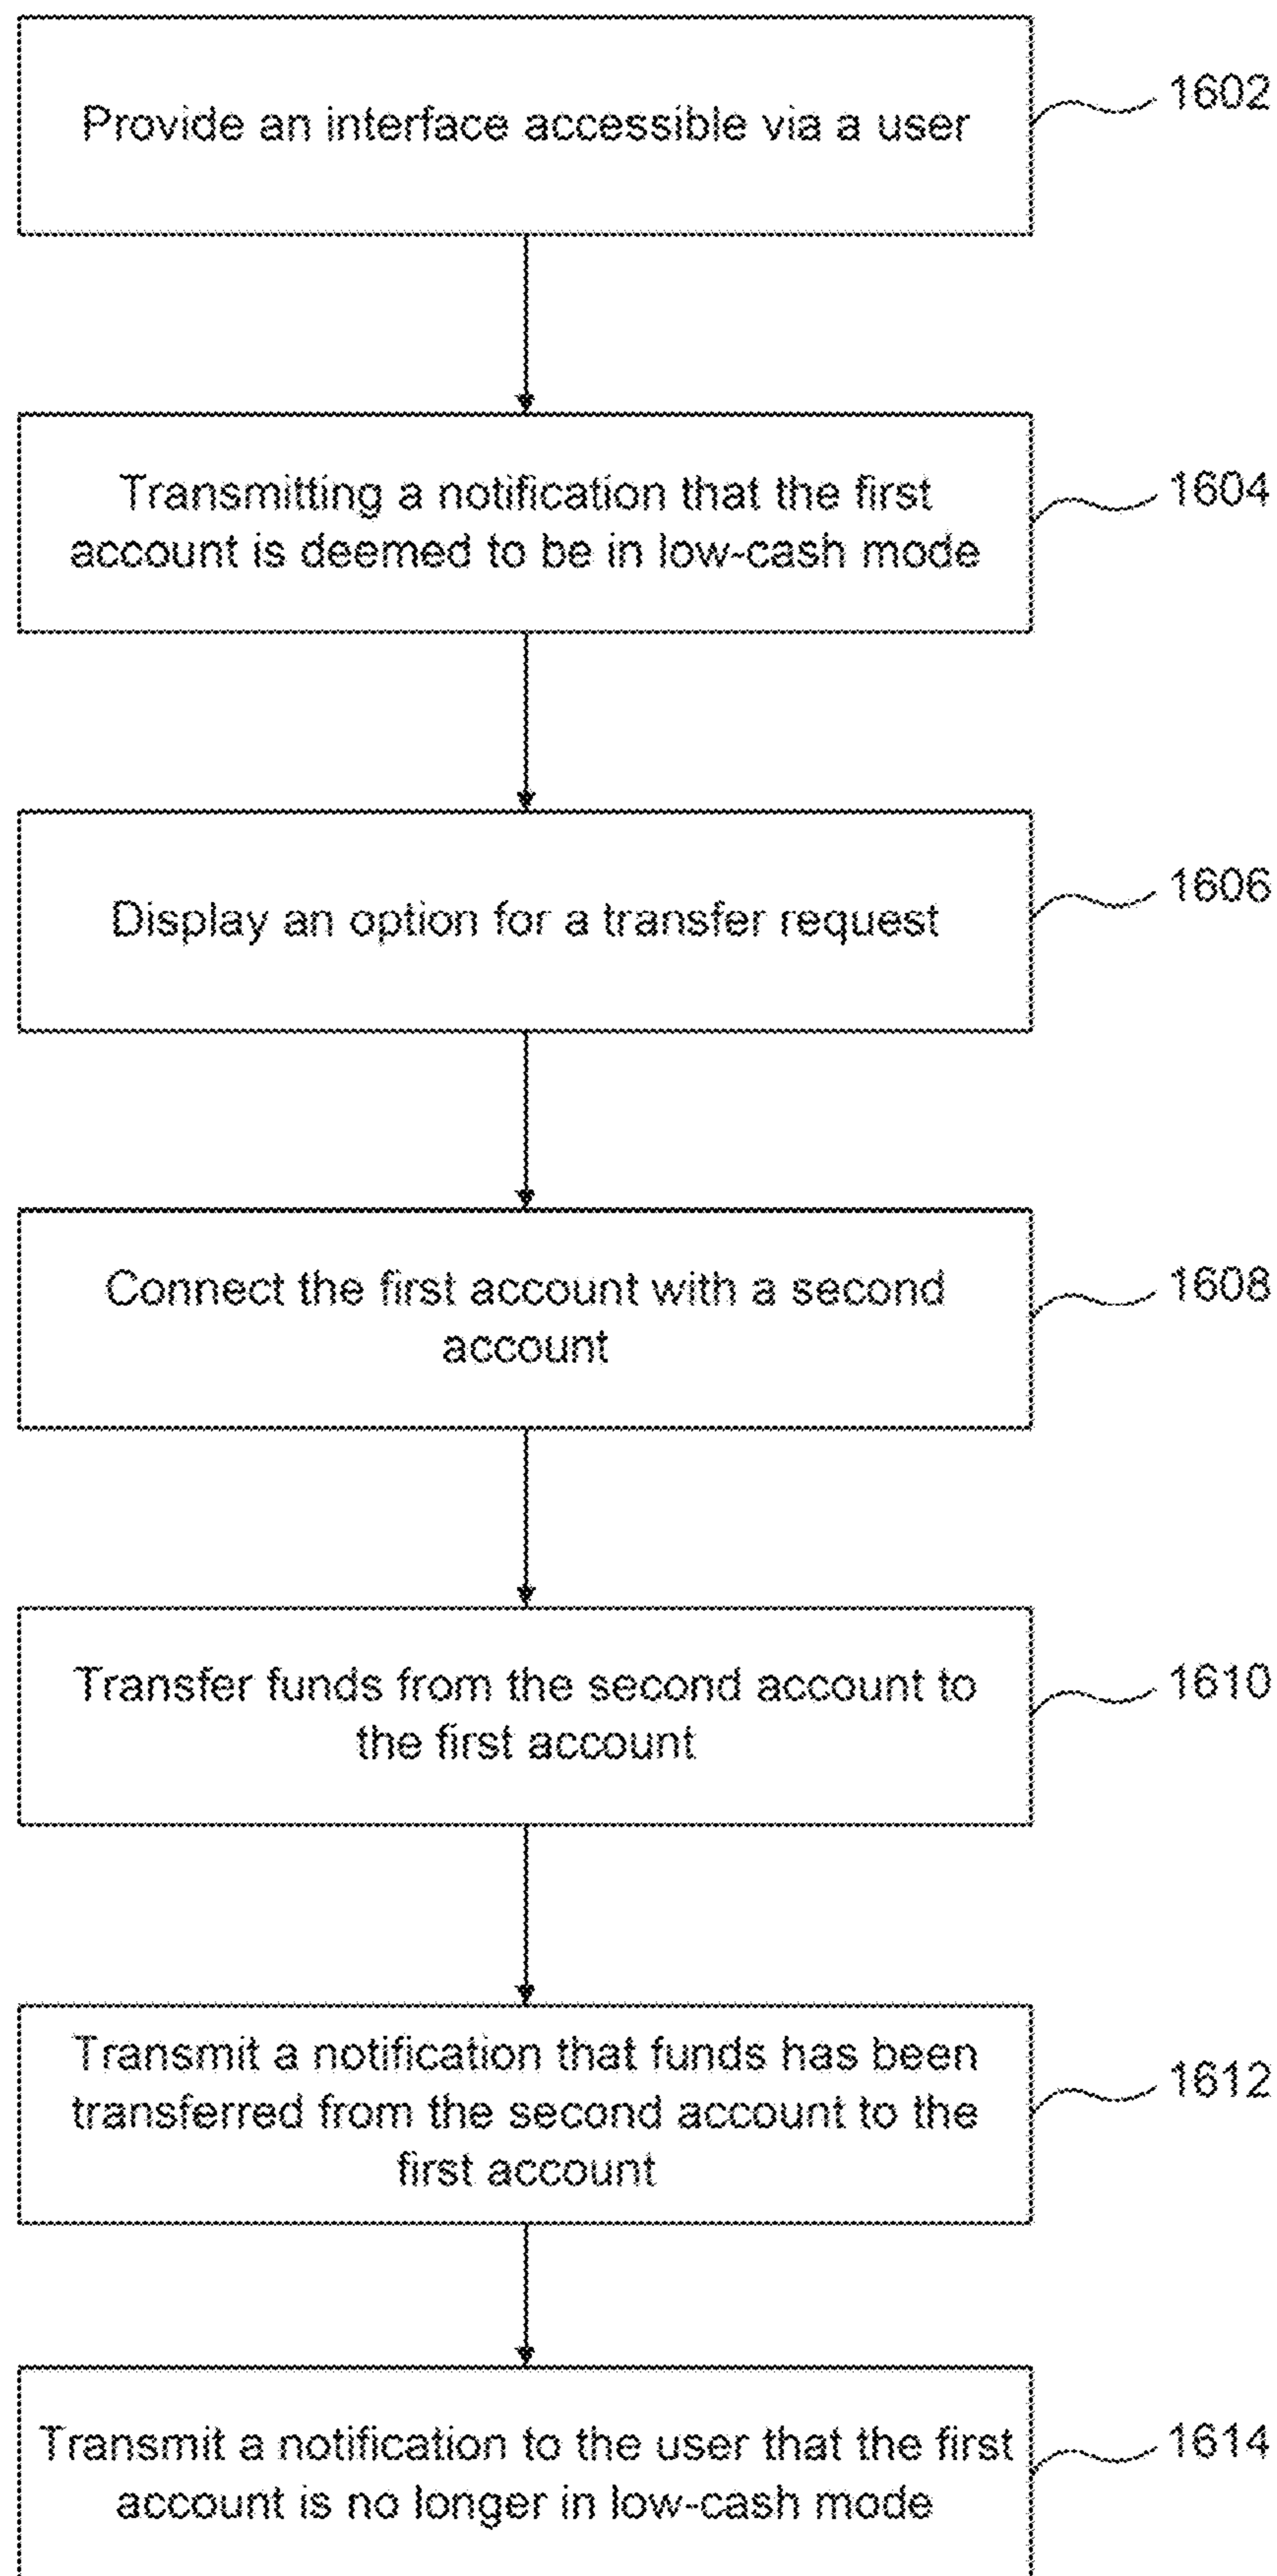 Provide an interface accessible via a user
1602
Transmitting a notification that the first
account is deemed to be in low-cash mode
1604
Display an option for a transfer request
1606
Connect the first account with a second
account
1608
Transfer funds from the second account to
the first account
1610
Transmit a notification that funds has been
transferred from the second account to the
first account
1612
Transmit a notification to the user that the first
account is no longer in low-cash mode
1614